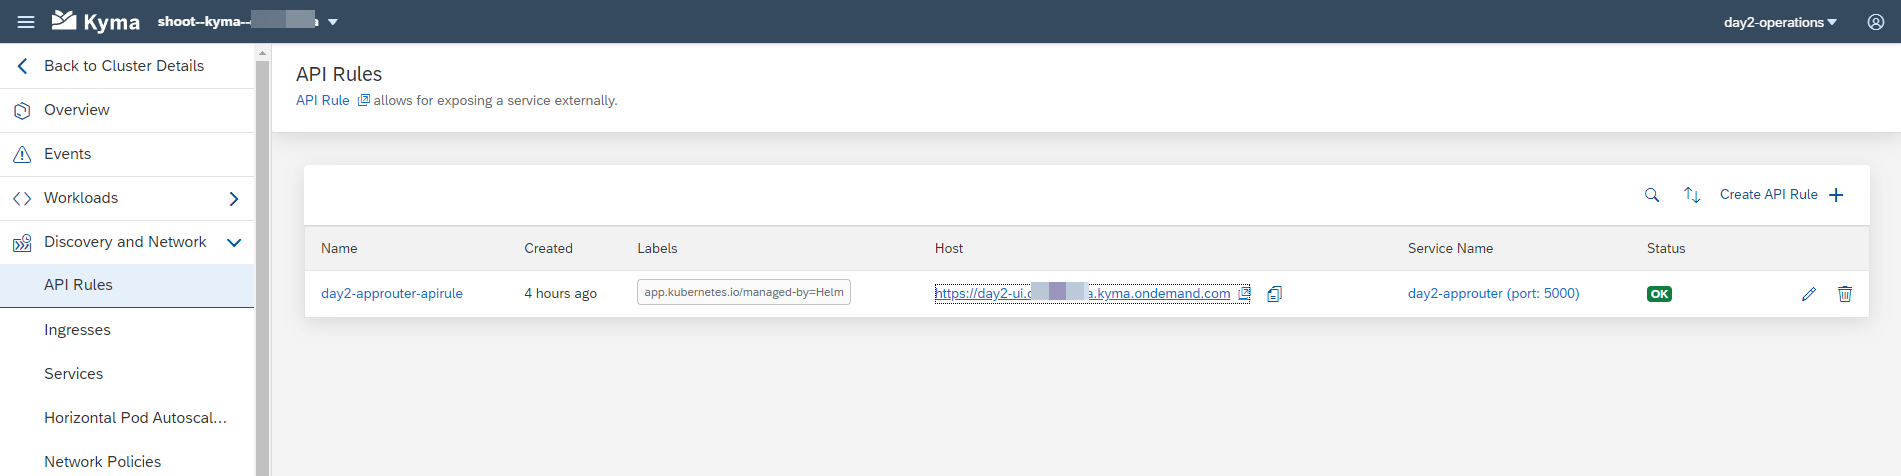 Kyma shoot--kyma-- day2-operations
Back to Cluster Details
Overview
Events
Workloads
Discovery and Network
API Rules
Ingresses
Services
Horizontal Pod Autoscal...
Network Policies
API Rules
API Rule allows for exposing a service externally.
Create API Rule
Name Created Labels Host Service Name Status
day2-approuter-apirule 4 hours ago app.kubernetes.io/managed-by=Helm https://day2-ui. a.kyma.ondemand.com day2-approuter (port: 5000) OK